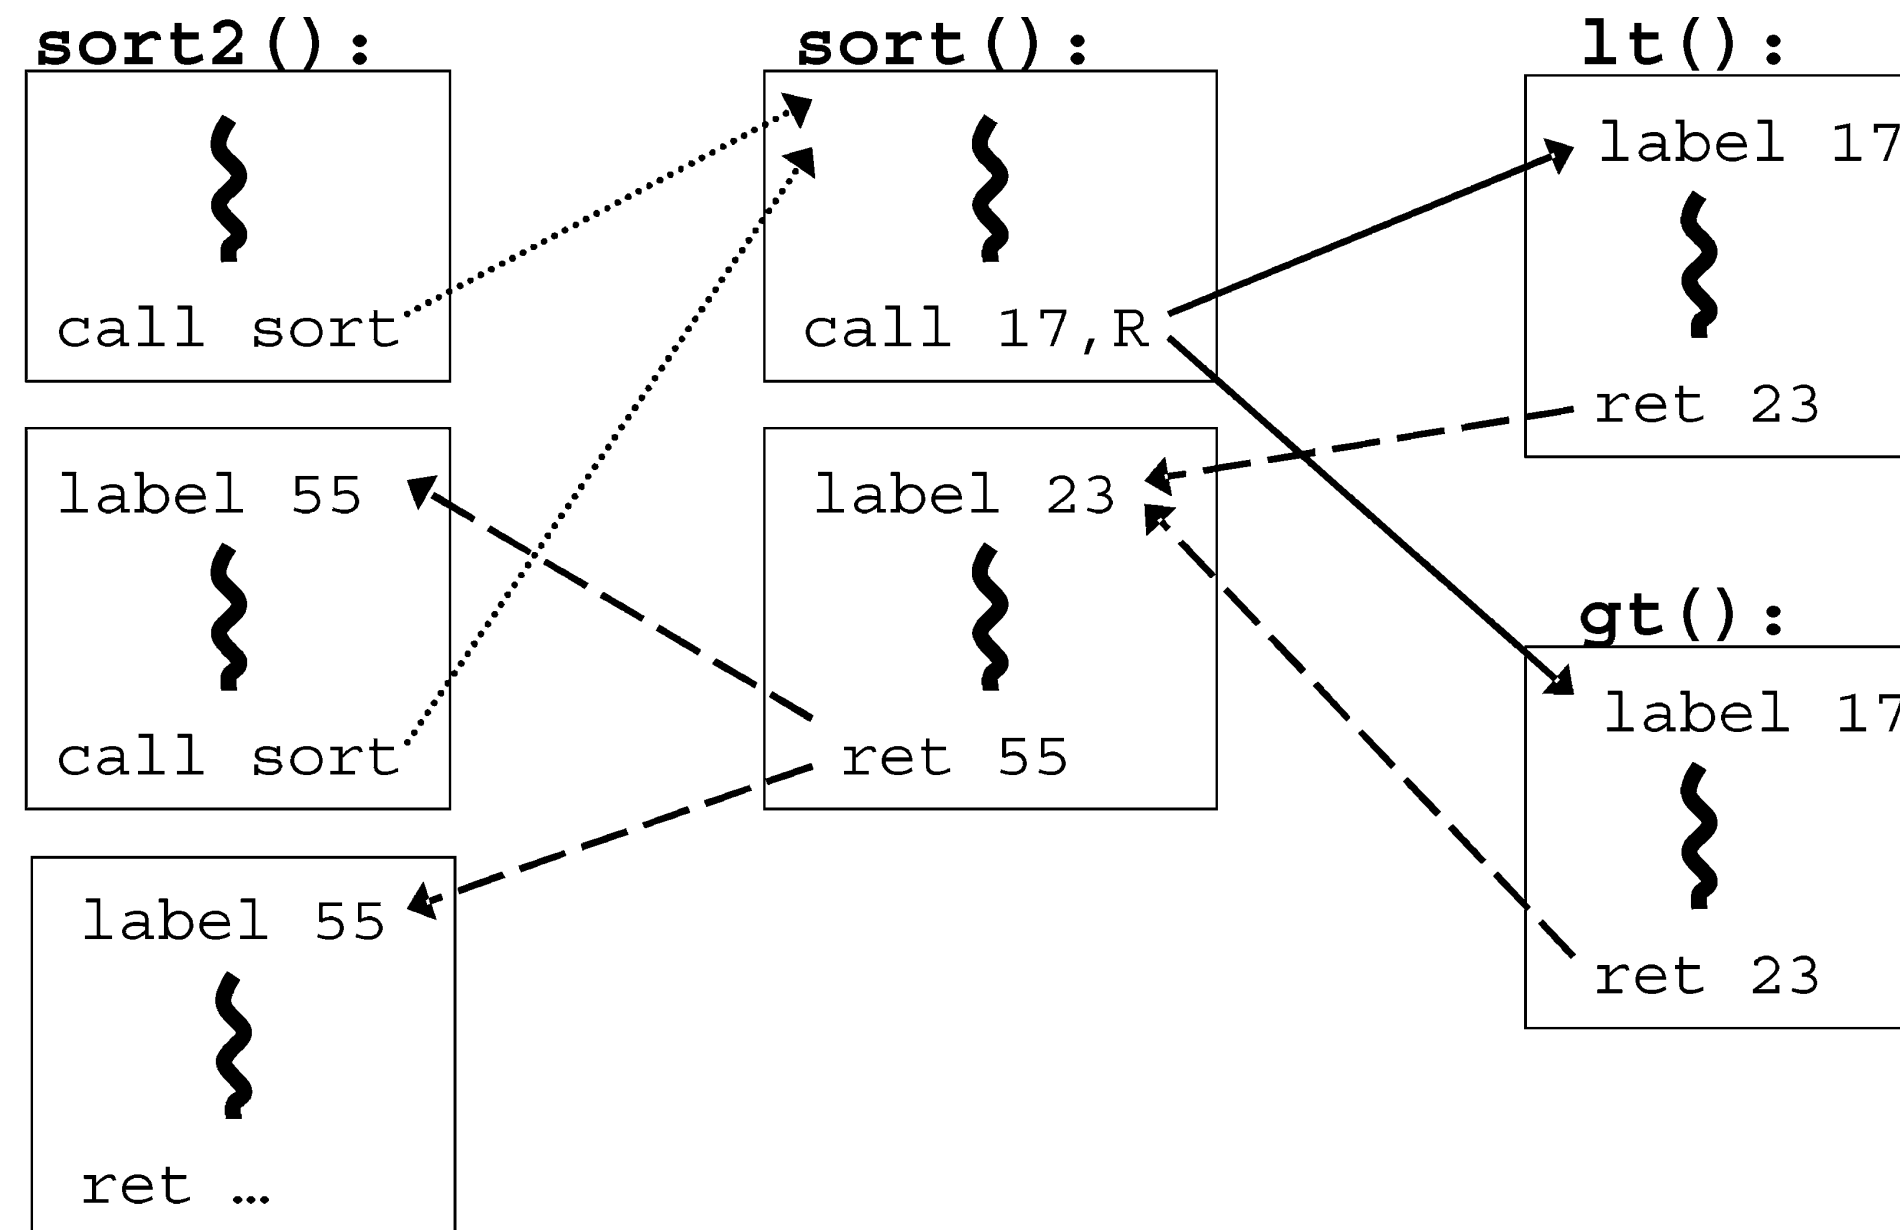 sort2():
call sort
label 55
call sort
label 55
ret …
sort():
call 17,R
label 23
ret 55
lt():
label 17
ret 23
gt():
label 17
ret 23